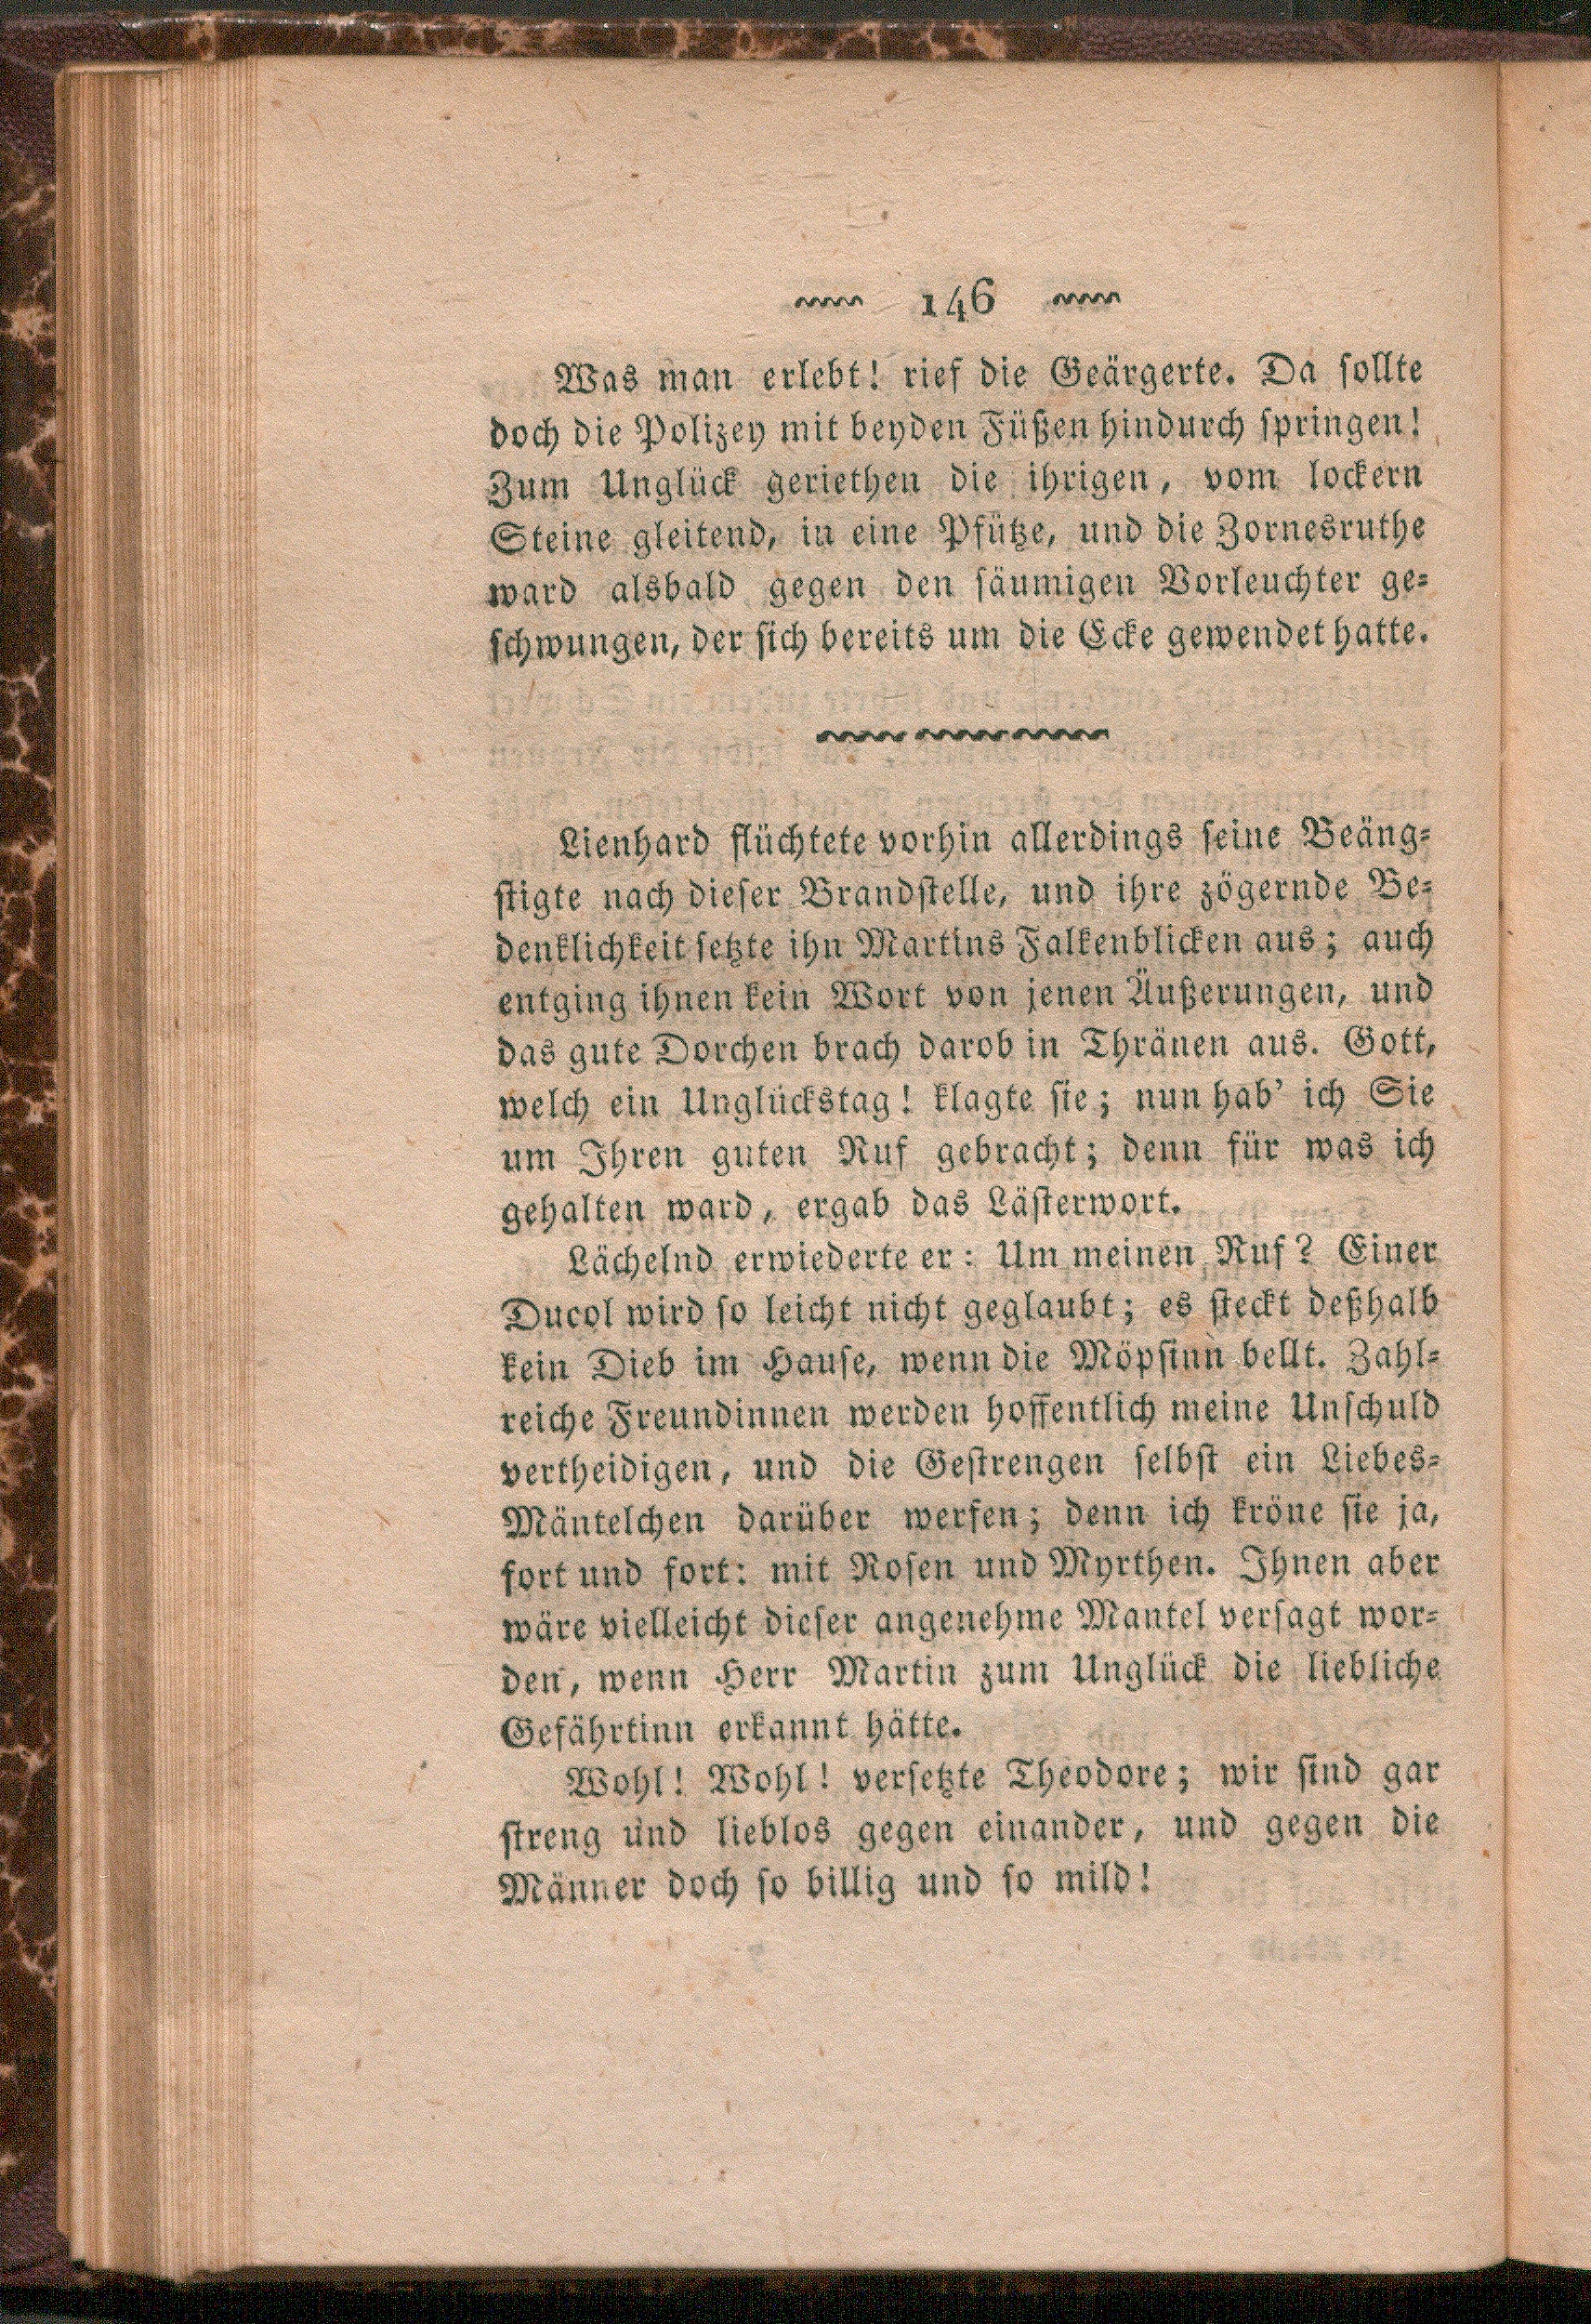 146
Was man erlebt! rief die Geärgerte. Da sollte
doch die Polizey mit beyden Füßen hindurch springen!
Zum Unglück geriethen die ihrigen, vom lockern
Steine gleitend, in eine Pfütze, und die Zornesruthe
ward alsbald gegen den säumigen Vorleuchter ge-
schwungen, der sich bereits um die Ecke gewendet hatte.
Lienhard flüchtete vorhin allerdings seine Beäng-
stigte nach dieser Brandstelle, und ihre zögernde Be-
denklichkeit setzte ihn Martins Falkenblicken aus; auch
entging ihnen kein Wort von jenen Äußerungen, und
das gute Dorchen brach darob in Thränen aus. Gott,
welch ein Unglückstag! klagte sie; nun hab' ich Sie
um Ihren guten Ruf gebracht; denn für was ich
gehalten ward, ergab das Lästerwort.
Lächelnd erwiederte er: Um meinen Ruf? Einer
Ducol wird so leicht nicht geglaubt; es steckt deßhalb
kein Dieb im Hause, wenn die Möpsinn bellt. Zahl-
reiche Freundinnen werden hoffentlich meine Unschuld
vertheidigen, und die Gestrengen selbst ein Liebes-
Mäntelchen darüber werfen; denn ich kröne sie ja,
fort und fort: mit Rosen und Myrthen. Ihnen aber
wäre vielleicht dieser angenehme Mantel versagt wor-
den, wenn Herr Martin zum Unglück die liebliche
Gefährtinn erkannt hätte.
Wohl! Wohl! versetzte Theodore; wir sind gar
streng und lieblos gegen einander, und gegen die
Männer doch so billig und so mild!